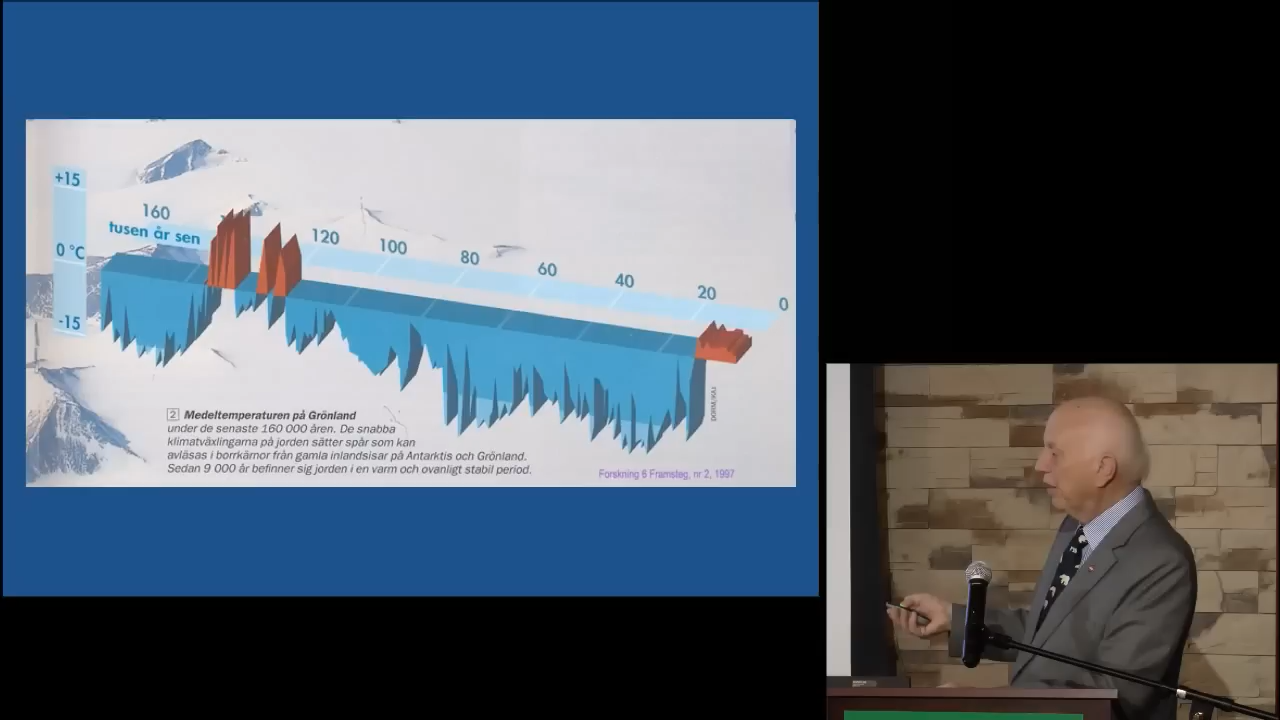 +15
0 °C
-15
160
tusen år sen
120
100
80
60
40
20
0
2 Medeltemperaturen på Grönland
under de senaste 160 000 åren. De snabba
klimatväxlingarna på jorden sätter spår som kan
avläsas i borrkärnor från gamla inlandsisar på Antarktis och Grönland.
Sedan 9 000 år befinner sig jorden i en varm och ovanligt stabil period.
Forskning 6 Framsteg, nr 2, 1997